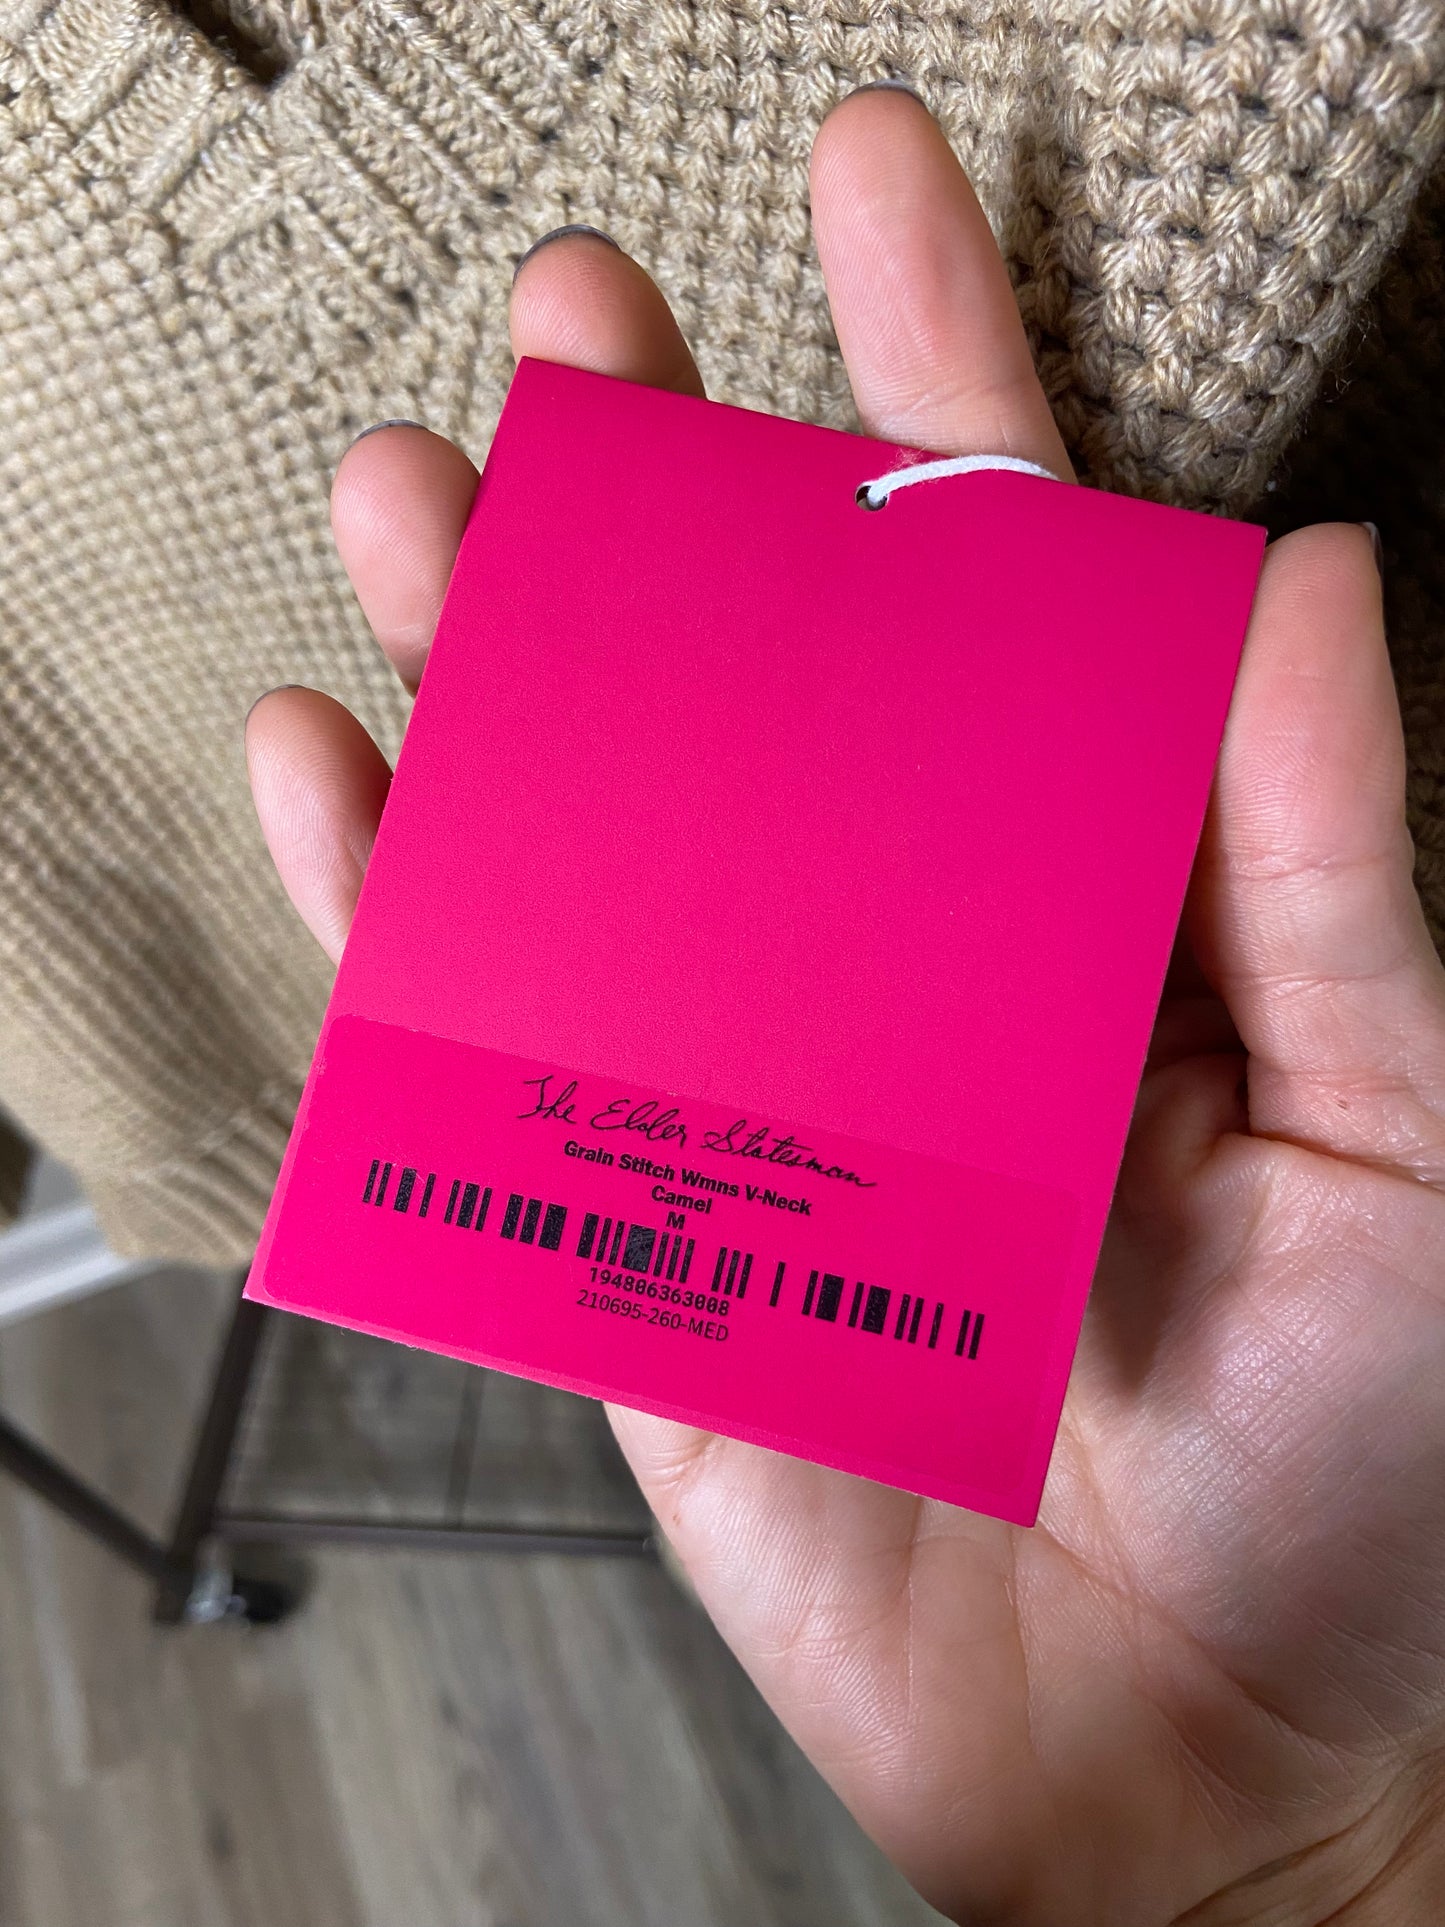 The Elder Statesman
Grain Stitch Wmns V-Neck
Camel
M
194806363008
210695-260-MED